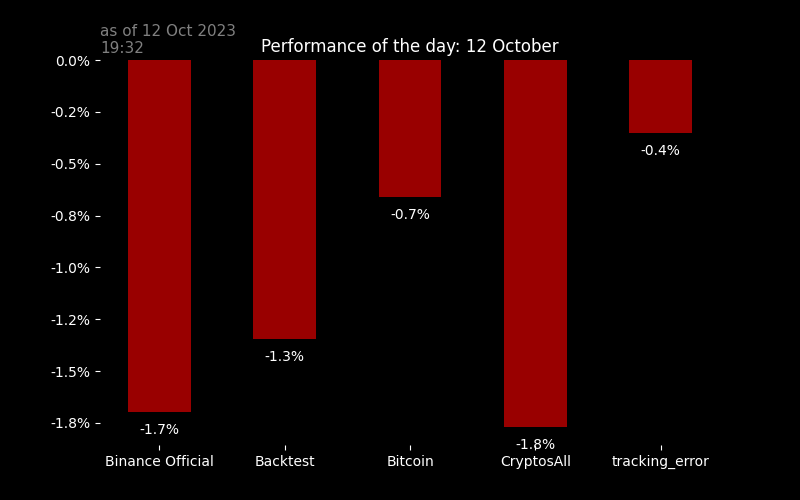 as of 12 Oct 2023
19:32
Performance of the day: 12 October
0.0%
-0.2%
-0.5%
-0.8%
-1.0%
-1.2%
-1.5%
-1.8%
-1.7%
-1.3%
-0.7%
-1.8%
-0.4%
Binance Official
Backtest
Bitcoin
CryptosAll
tracking_error